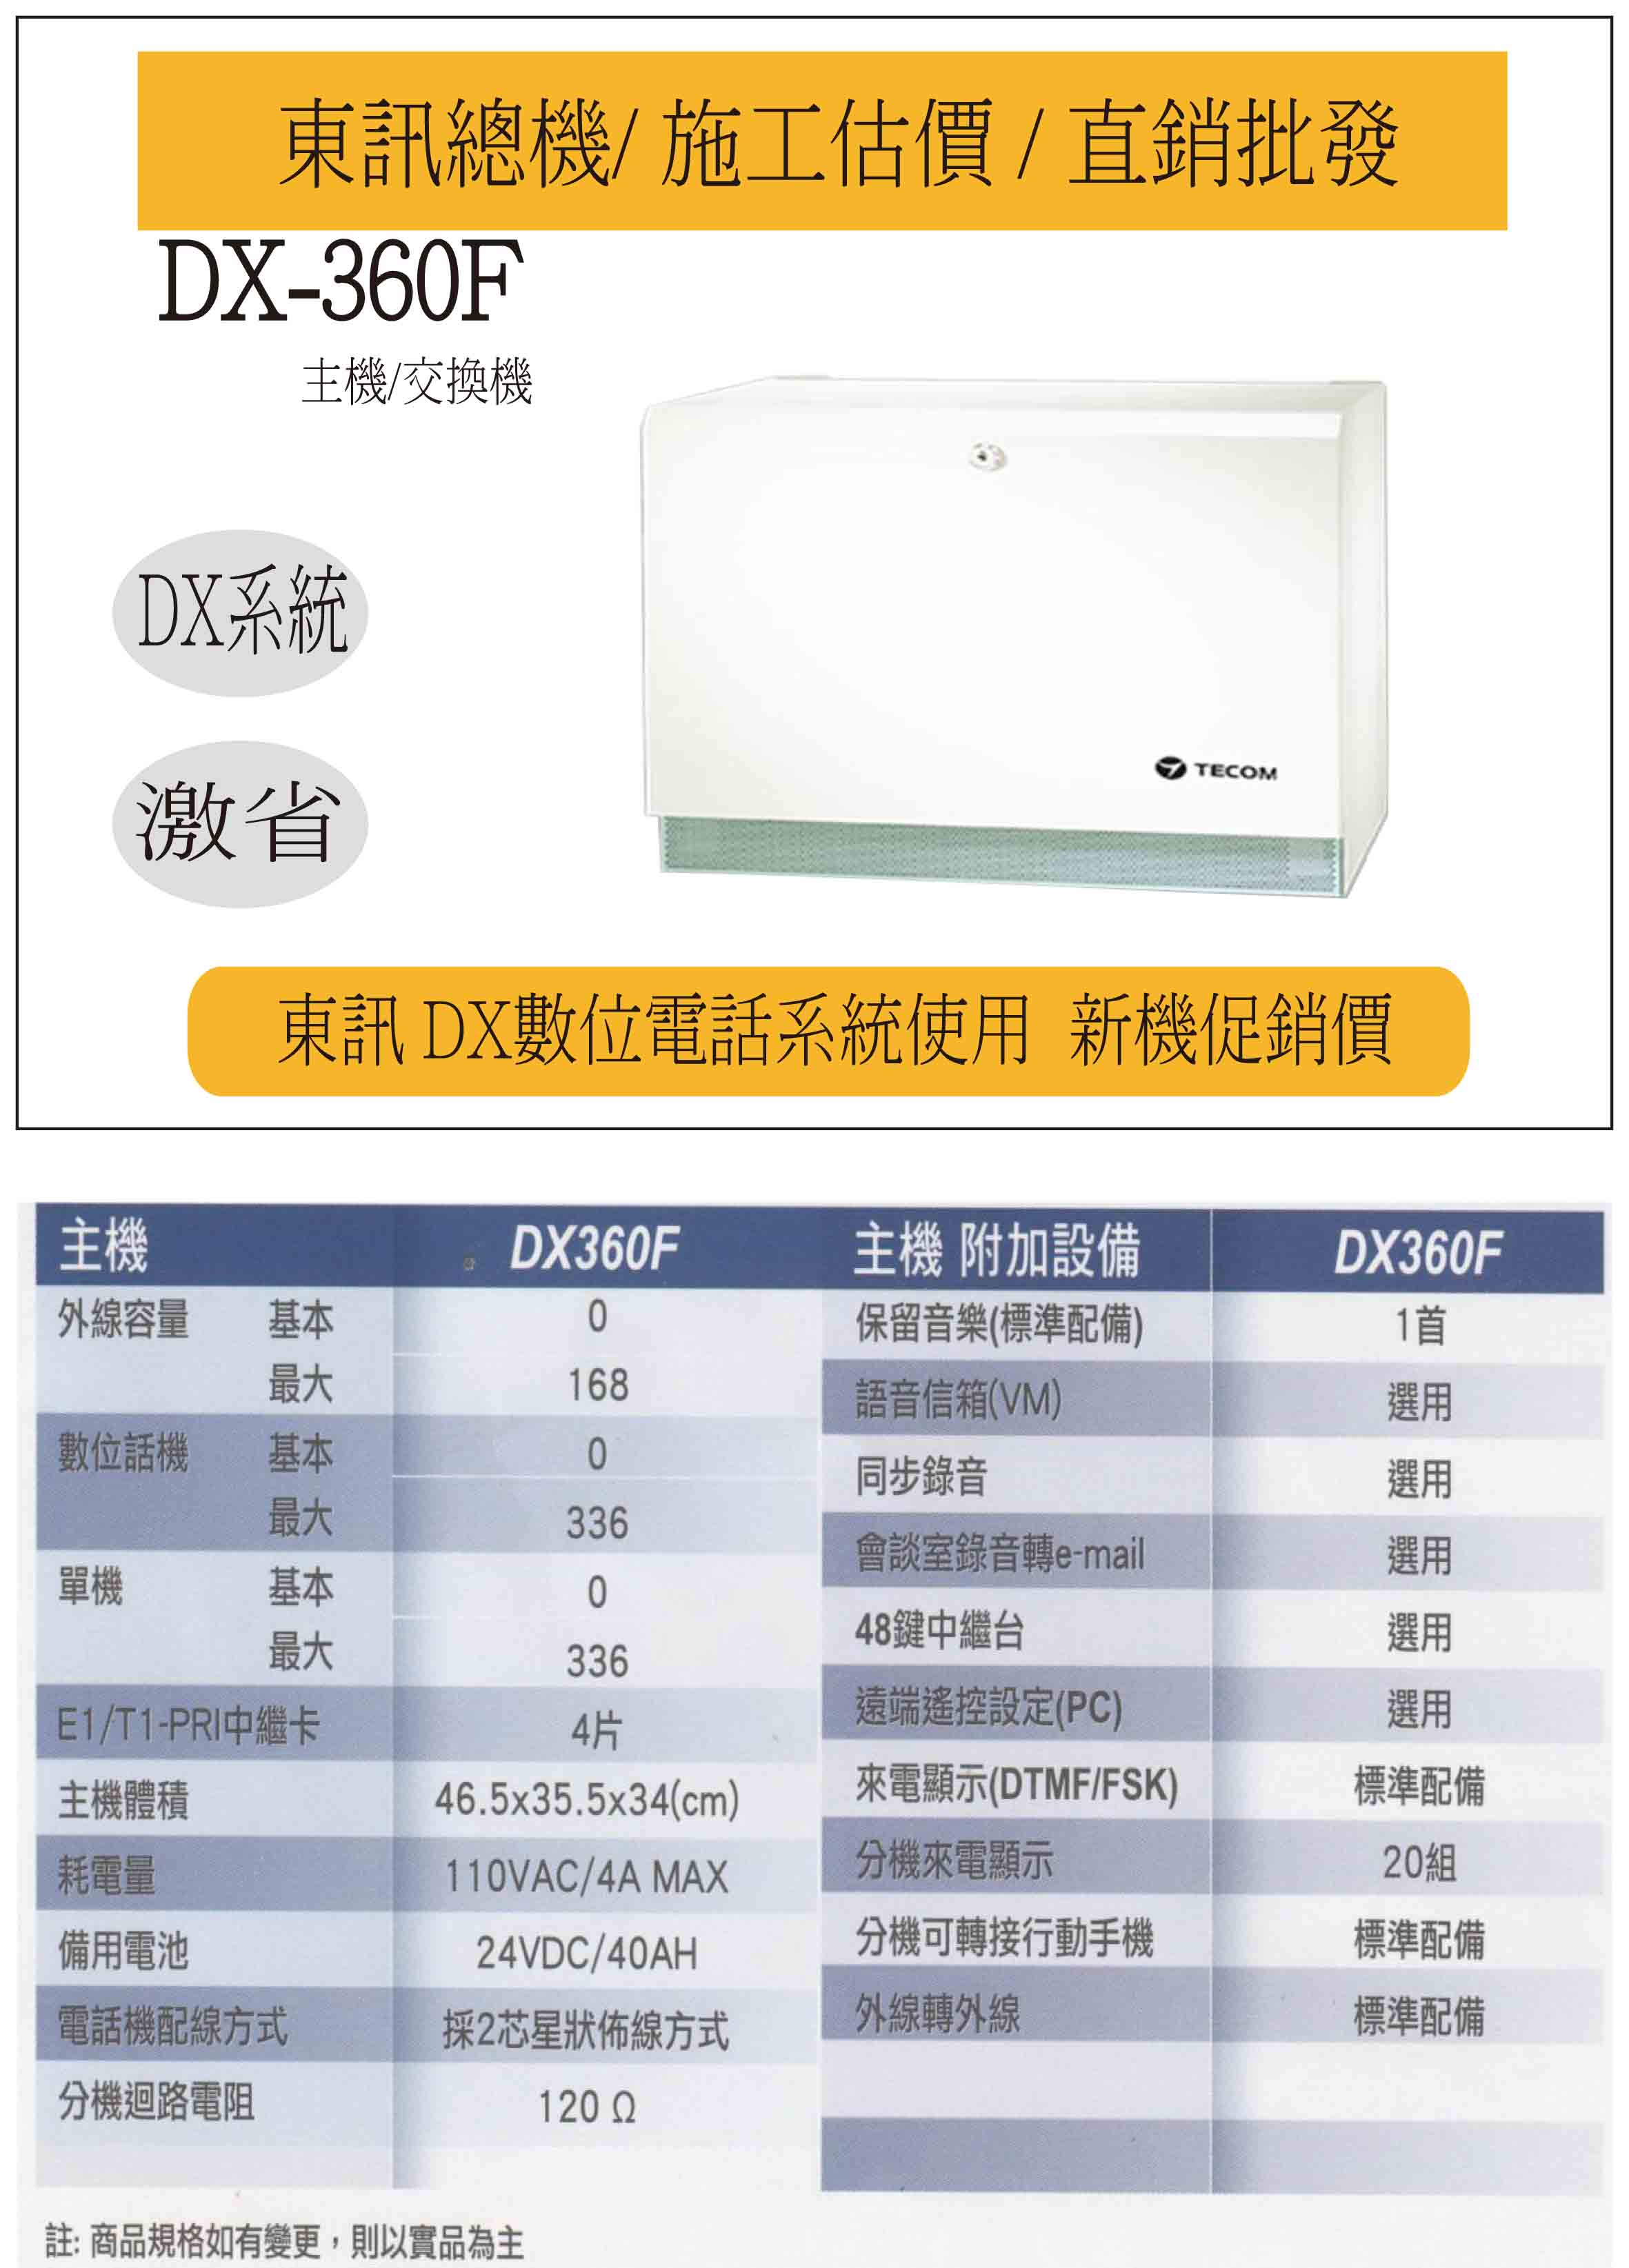 東訊總機/ 施工估價 / 直銷批發
DX-360F
主機/交換機
DX系統
激省
TECOM
東訊 DX數位電話系統使用 新機促銷價
主機 DX360F
外線容量 基本 0
最大 168
數位話機 基本 0
最大 336
單機 基本 0
最大 336
E1/T1-PRI中繼卡 4片
主機體積 46.5x35.5x34(cm)
耗電量 110VAC/4A MAX
備用電池 24VDC/40AH
電話機配線方式 採2芯星狀佈線方式
分機迴路電阻 120 Ω
主機 附加設備 DX360F
保留音樂(標準配備) 1首
語音信箱(VM) 選用
同步錄音 選用
會談室錄音轉e-mail 選用
48鍵中繼台 選用
遠端遙控設定(PC) 選用
來電顯示(DTMF/FSK) 標準配備
分機來電顯示 20組
分機可轉接行動手機 標準配備
外線轉外線 標準配備
註: 商品規格如有變更，則以實品為主